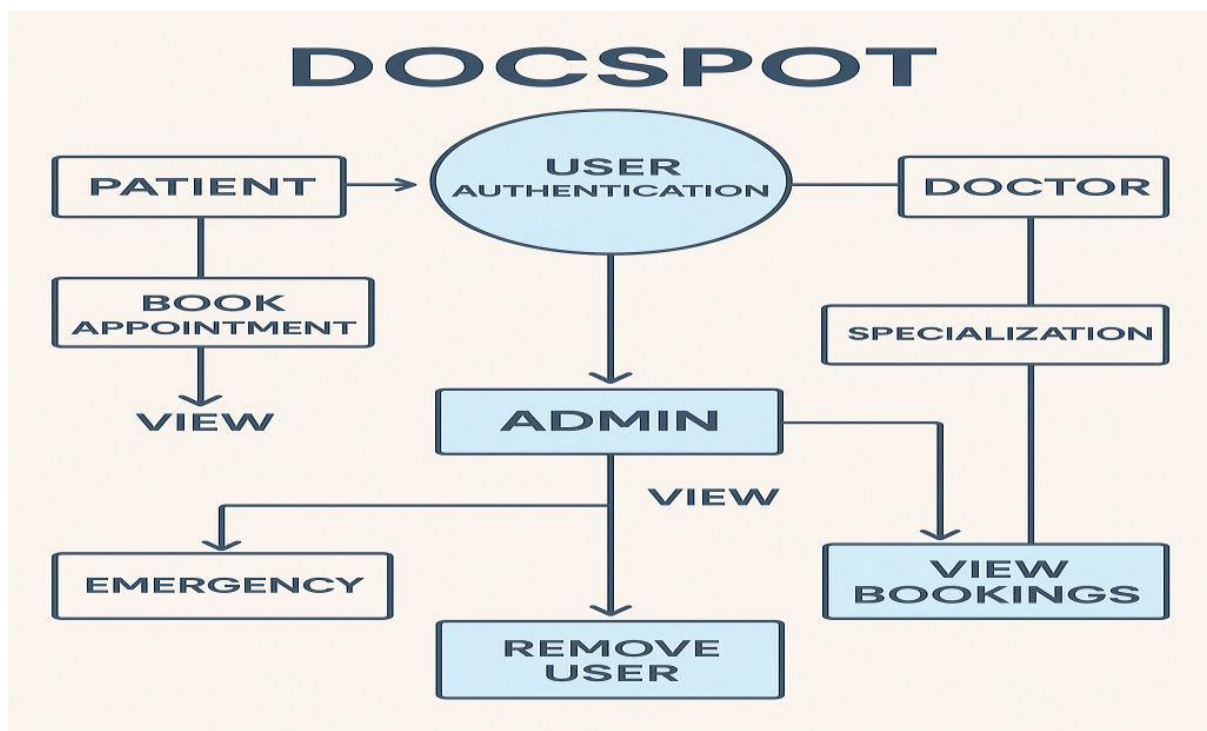 DOCSPOT
PATIENT
USER
AUTHENTICATION
DOCTOR
BOOK
APPOINTMENT
SPECIALIZATION
VIEW
ADMIN
VIEW
EMERGENCY
VIEW
BOOKINGS
REMOVE
USER